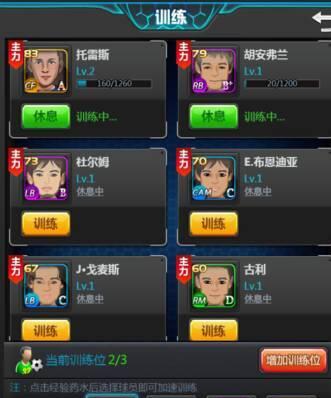 训练
主力 83 托雷斯
Lv.2
CF A 160/1260
休息 训练中...
主力 79 胡安弗兰
Lv.1
RB B+ 20/1200
休息 训练中...
主力 73 杜尔姆
Lv.1
LB B 休息中
训练
主力 70 E.布恩迪亚
Lv.1
CAM C 休息中
训练
主力 67 J·戈麦斯
Lv.1
LB C 休息中
训练
主力 60 古利
Lv.1
RM D 休息中
训练
当前训练位 2/3
增加训练位
注:点击经验药水后选择球员即可加速训练